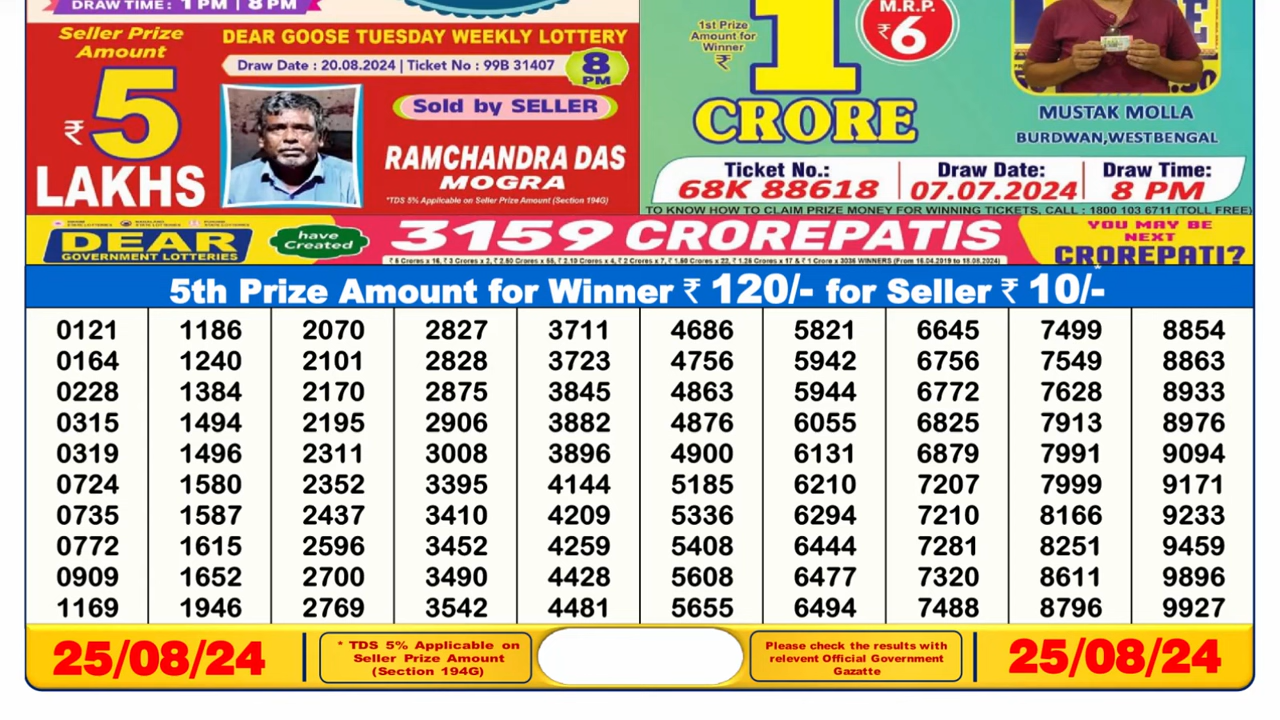 DRAW TIME : 1 PM | 8 PM
Seller Prize
Amount
₹ 5
LAKHS
DEAR GOOSE TUESDAY WEEKLY LOTTERY
Draw Date : 20.08.2024 | Ticket No : 99B 31407
8
PM
Sold by SELLER
RAMCHANDRA DAS
MOGRA
*TDS 5% Applicable on Seller Prize Amount (Section 194G)
1st Prize
Amount for
Winner
₹
1
CRORE
M.R.P.
₹6
MUSTAK MOLLA
BURDWAN,WESTBENGAL
Ticket No.: Draw Date: Draw Time:
68K 88618 07.07.2024 8 PM
TO KNOW HOW TO CLAIM PRIZE MONEY FOR WINNING TICKETS, CALL : 1800 103 6711 (TOLL FREE)
DEAR
GOVERNMENT LOTTERIES
have
Created
3159 CROREPATIS
YOU MAY BE
NEXT
CROREPATI?
5th Prize Amount for Winner ₹ 120/- for Seller ₹ 10/-
0121 1186 2070 2827 3711 4686 5821 6645 7499 8854
0164 1240 2101 2828 3723 4756 5942 6756 7549 8863
0228 1384 2170 2875 3845 4863 5944 6772 7628 8933
0315 1494 2195 2906 3882 4876 6055 6825 7913 8976
0319 1496 2311 3008 3896 4900 6131 6879 7991 9094
0724 1580 2352 3395 4144 5185 6210 7207 7999 9171
0735 1587 2437 3410 4209 5336 6294 7210 8166 9233
0772 1615 2596 3452 4259 5408 6444 7281 8251 9459
0909 1652 2700 3490 4428 5608 6477 7320 8611 9896
1169 1946 2769 3542 4481 5655 6494 7488 8796 9927
25/08/24
* TDS 5% Applicable on
Seller Prize Amount
(Section 194G)
Please check the results with
relevent Official Government
Gazatte
25/08/24